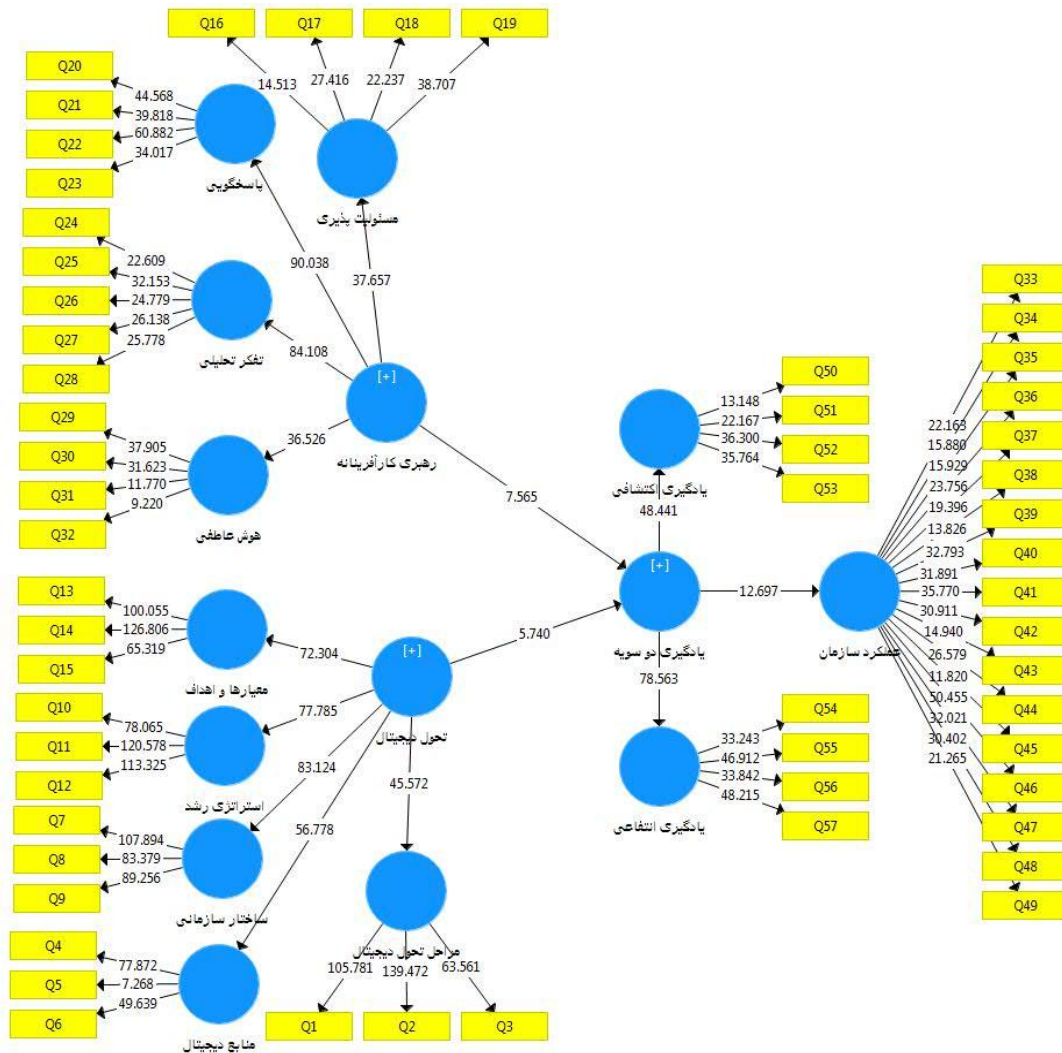 Q16 Q17 Q18 Q19
14.513 27.416 22.237 38.707
Q20
Q21
Q22
Q23
44.568
39.818
60.882
34.017
پاسخگویی
مسئولیت پذیری
90.038
37.657
Q24
Q25
Q26
Q27
Q28
22.609
32.153
24.779
26.138
25.778
تفکر تحلیلی
84.108
[+]
رهبری کارآفرینانه
Q29
Q30
Q31
Q32
37.905
31.623
11.770
9.220
هوش عاطفی
36.526
7.565
Q13
Q14
Q15
100.055
126.806
65.319
معیارها و اهداف
72.304
[+]
تحول دیجیتال
5.740
Q10
Q11
Q12
78.065
120.578
113.325
استراتژی رشد
77.785
Q7
Q8
Q9
107.894
83.379
89.256
ساختار سازمانی
83.124
Q4
Q5
Q6
77.872
7.268
49.639
منابع دیجیتال
56.778
45.572
مراحل تحول دیجیتال
105.781 139.472 63.561
Q1 Q2 Q3
Q50
Q51
Q52
Q53
13.148
22.167
36.300
35.764
یادگیری اکتشافی
48.441
[+]
یادگیری دو سویه
12.697
78.563
Q54
Q55
Q56
Q57
33.243
46.912
33.842
48.215
یادگیری انتفاعی
عملکرد سازمان
22.163
15.880
15.929
23.756
19.396
13.826
32.793
31.891
35.770
30.911
14.940
26.579
11.820
50.455
32.021
30.402
21.265
Q33
Q34
Q35
Q36
Q37
Q38
Q39
Q40
Q41
Q42
Q43
Q44
Q45
Q46
Q47
Q48
Q49